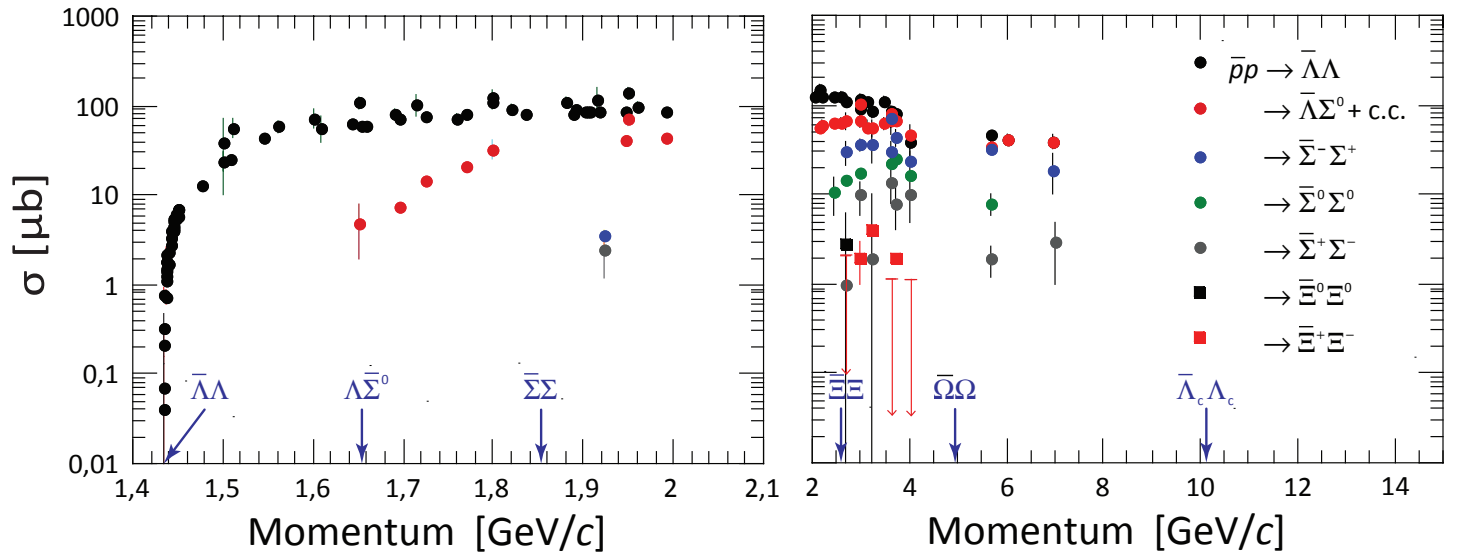 1000
100
10
1
0,1
0,01
σ [μb]
Λ̅Λ
ΛΣ̅⁰
Σ̅Σ
1,4 1,5 1,6 1,7 1,8 1,9 2 2,1
Momentum [GeV/c]
p̅p → Λ̅Λ
→ Λ̅Σ⁰ + c.c.
→ Σ̅⁻Σ⁺
→ Σ̅⁰Σ⁰
→ Σ̅⁺Σ⁻
→ Ξ̅⁰Ξ⁰
→ Ξ̅⁺Ξ⁻
Ξ̅Ξ
Ω̅Ω
Λ̅cΛc
2 4 6 8 10 12 14
Momentum [GeV/c]